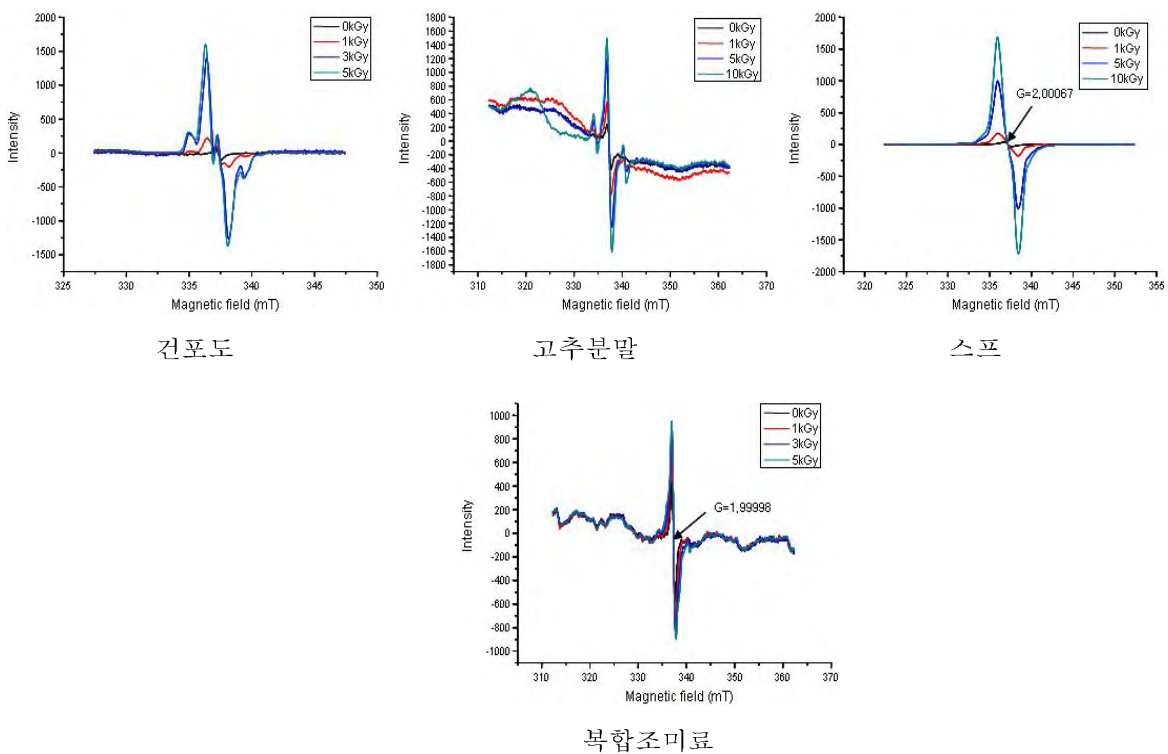 2000
1500
1000
500
0
-500
-1000
-1500
Intensity
325 330 335 340 345 350
Magnetic field (mT)
0kGy
1kGy
3kGy
5kGy
건포도
1800
1600
1400
1200
1000
800
600
400
200
0
-200
-400
-600
-800
-1000
-1200
-1400
-1600
-1800
Intensity
310 320 330 340 350 360 370
Magnetic field (mT)
0kGy
1kGy
5kGy
10kGy
고추분말
2000
1500
1000
500
0
-500
-1000
-1500
-2000
Intensity
320 325 330 335 340 345 350 355
Magnetic field (mT)
0kGy
1kGy
5kGy
10kGy
G=2,00067
스프
1000
800
600
400
200
0
-200
-400
-600
-800
-1000
Intensity
310 320 330 340 350 360 370
Magnetic field (mT)
0kGy
1kGy
3kGy
5kGy
G=1,99998
복합조미료